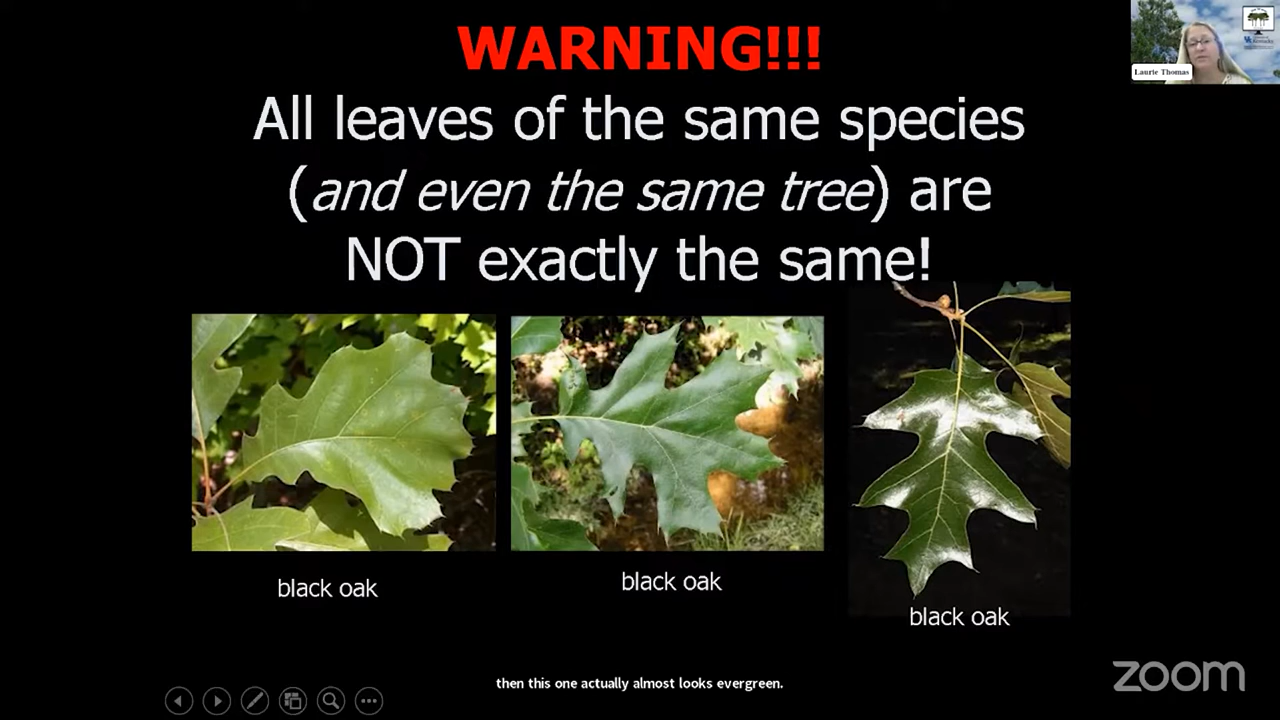 WARNING!!!
All leaves of the same species
(and even the same tree) are
NOT exactly the same!
Laurie Thomas
black oak
black oak
black oak
then this one actually almost looks evergreen.
zoom